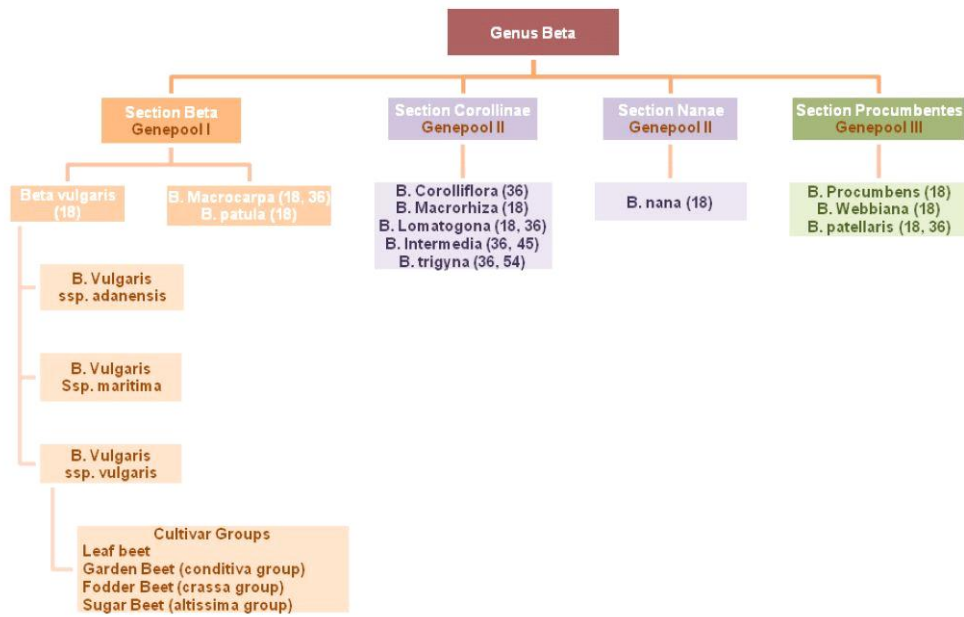 Genus Beta
Section Beta
Genepool I
Section Corollinae
Genepool II
Section Nanae
Genepool II
Section Procumbentes
Genepool III
Beta vulgaris
(18)
B. Macrocarpa (18, 36)
B. patula (18)
B. Corolliflora (36)
B. Macrorhiza (18)
B. Lomatogona (18, 36)
B. Intermedia (36, 45)
B. trigyna (36, 54)
B. nana (18)
B. Procumbens (18)
B. Webbiana (18)
B. patellaris (18, 36)
B. Vulgaris
ssp. adanensis
B. Vulgaris
Ssp. maritima
B. Vulgaris
ssp. vulgaris
Cultivar Groups
Leaf beet
Garden Beet (conditiva group)
Fodder Beet (crassa group)
Sugar Beet (altissima group)